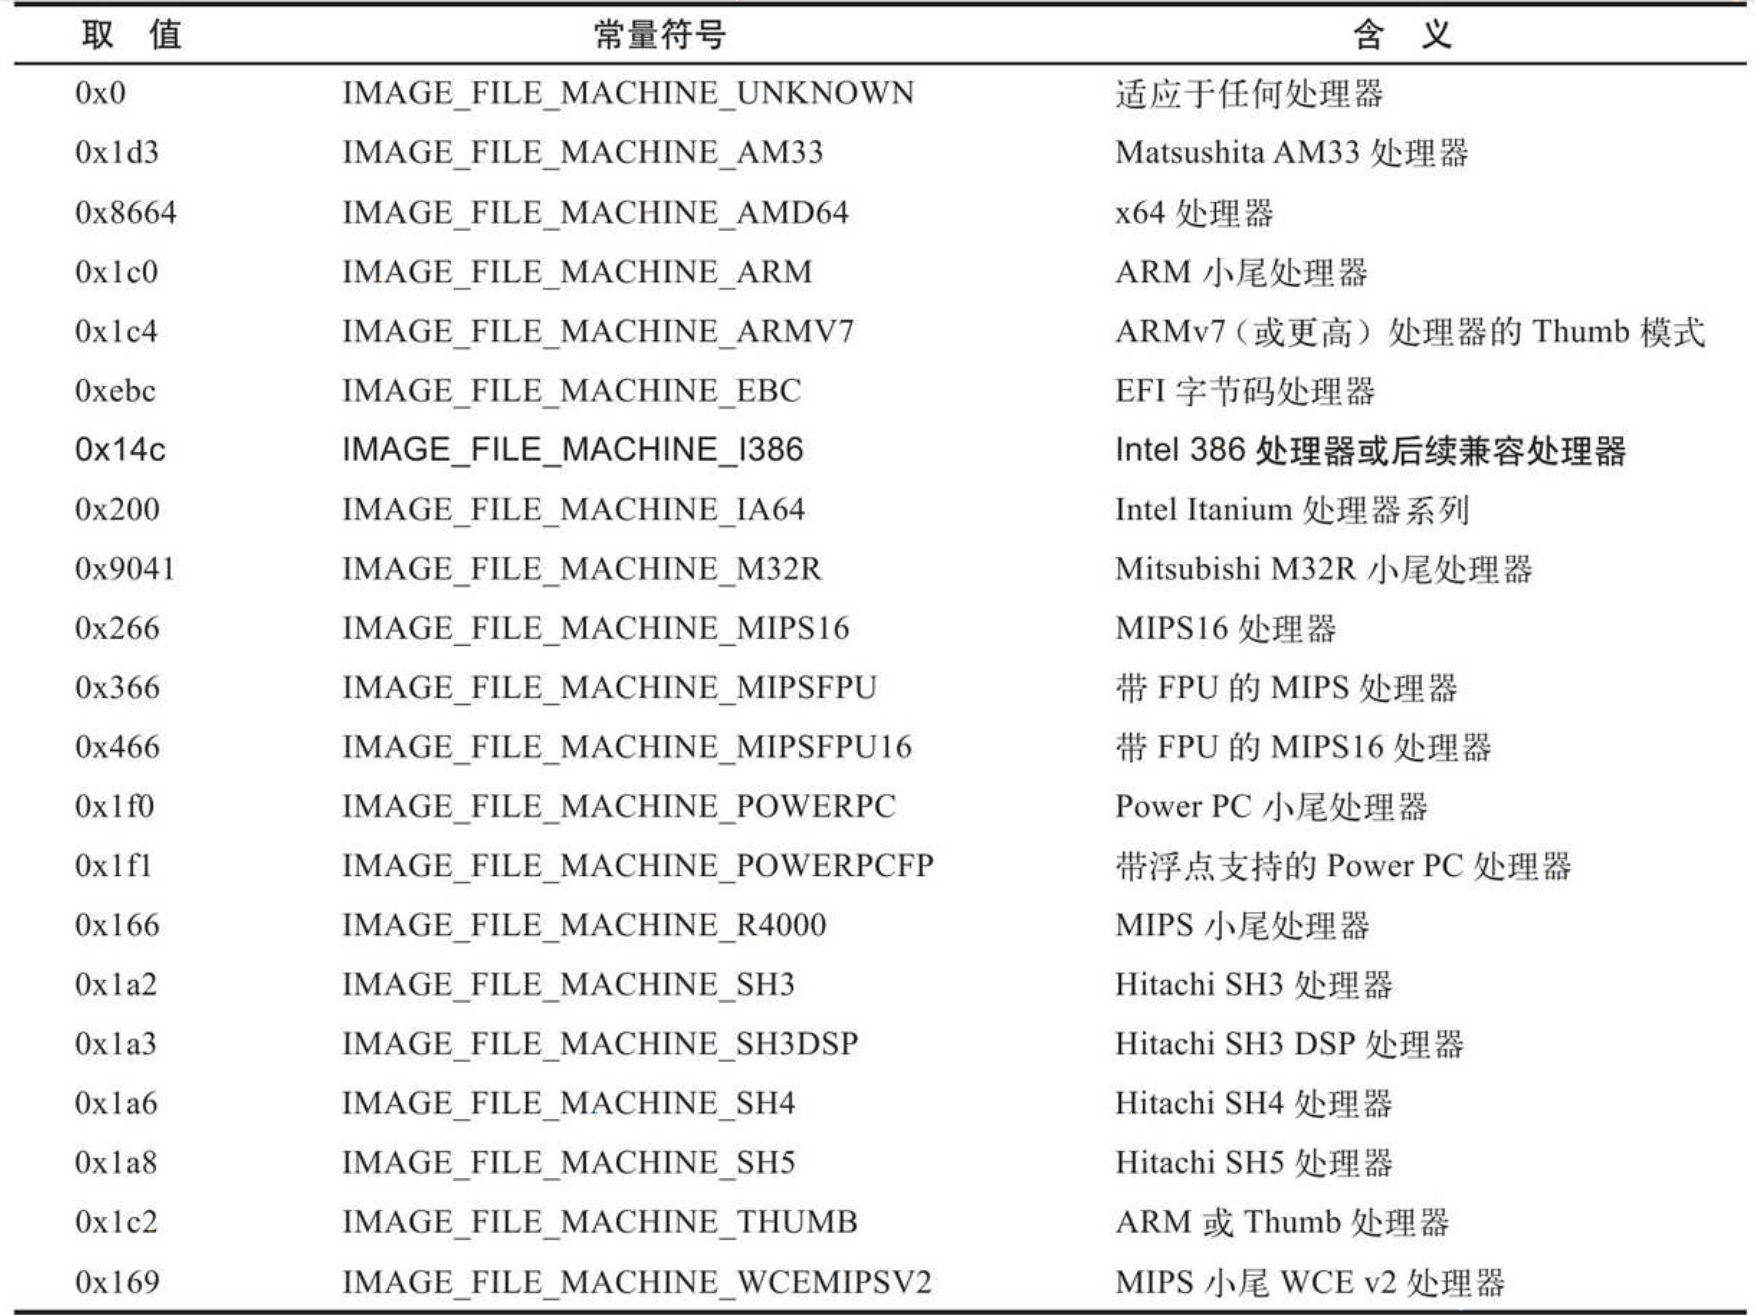 取 值 常量符号 含 义
0x0 IMAGE_FILE_MACHINE_UNKNOWN 适应于任何处理器
0x1d3 IMAGE_FILE_MACHINE_AM33 Matsushita AM33 处理器
0x8664 IMAGE_FILE_MACHINE_AMD64 x64 处理器
0x1c0 IMAGE_FILE_MACHINE_ARM ARM 小尾处理器
0x1c4 IMAGE_FILE_MACHINE_ARMV7 ARMv7（或更高）处理器的 Thumb 模式
0xebc IMAGE_FILE_MACHINE_EBC EFI 字节码处理器
0x14c IMAGE_FILE_MACHINE_I386 Intel 386 处理器或后续兼容处理器
0x200 IMAGE_FILE_MACHINE_IA64 Intel Itanium 处理器系列
0x9041 IMAGE_FILE_MACHINE_M32R Mitsubishi M32R 小尾处理器
0x266 IMAGE_FILE_MACHINE_MIPS16 MIPS16 处理器
0x366 IMAGE_FILE_MACHINE_MIPSFPU 带 FPU 的 MIPS 处理器
0x466 IMAGE_FILE_MACHINE_MIPSFPU16 带 FPU 的 MIPS16 处理器
0x1f0 IMAGE_FILE_MACHINE_POWERPC Power PC 小尾处理器
0x1f1 IMAGE_FILE_MACHINE_POWERPCFP 带浮点支持的 Power PC 处理器
0x166 IMAGE_FILE_MACHINE_R4000 MIPS 小尾处理器
0x1a2 IMAGE_FILE_MACHINE_SH3 Hitachi SH3 处理器
0x1a3 IMAGE_FILE_MACHINE_SH3DSP Hitachi SH3 DSP 处理器
0x1a6 IMAGE_FILE_MACHINE_SH4 Hitachi SH4 处理器
0x1a8 IMAGE_FILE_MACHINE_SH5 Hitachi SH5 处理器
0x1c2 IMAGE_FILE_MACHINE_THUMB ARM 或 Thumb 处理器
0x169 IMAGE_FILE_MACHINE_WCEMIPSV2 MIPS 小尾 WCE v2 处理器